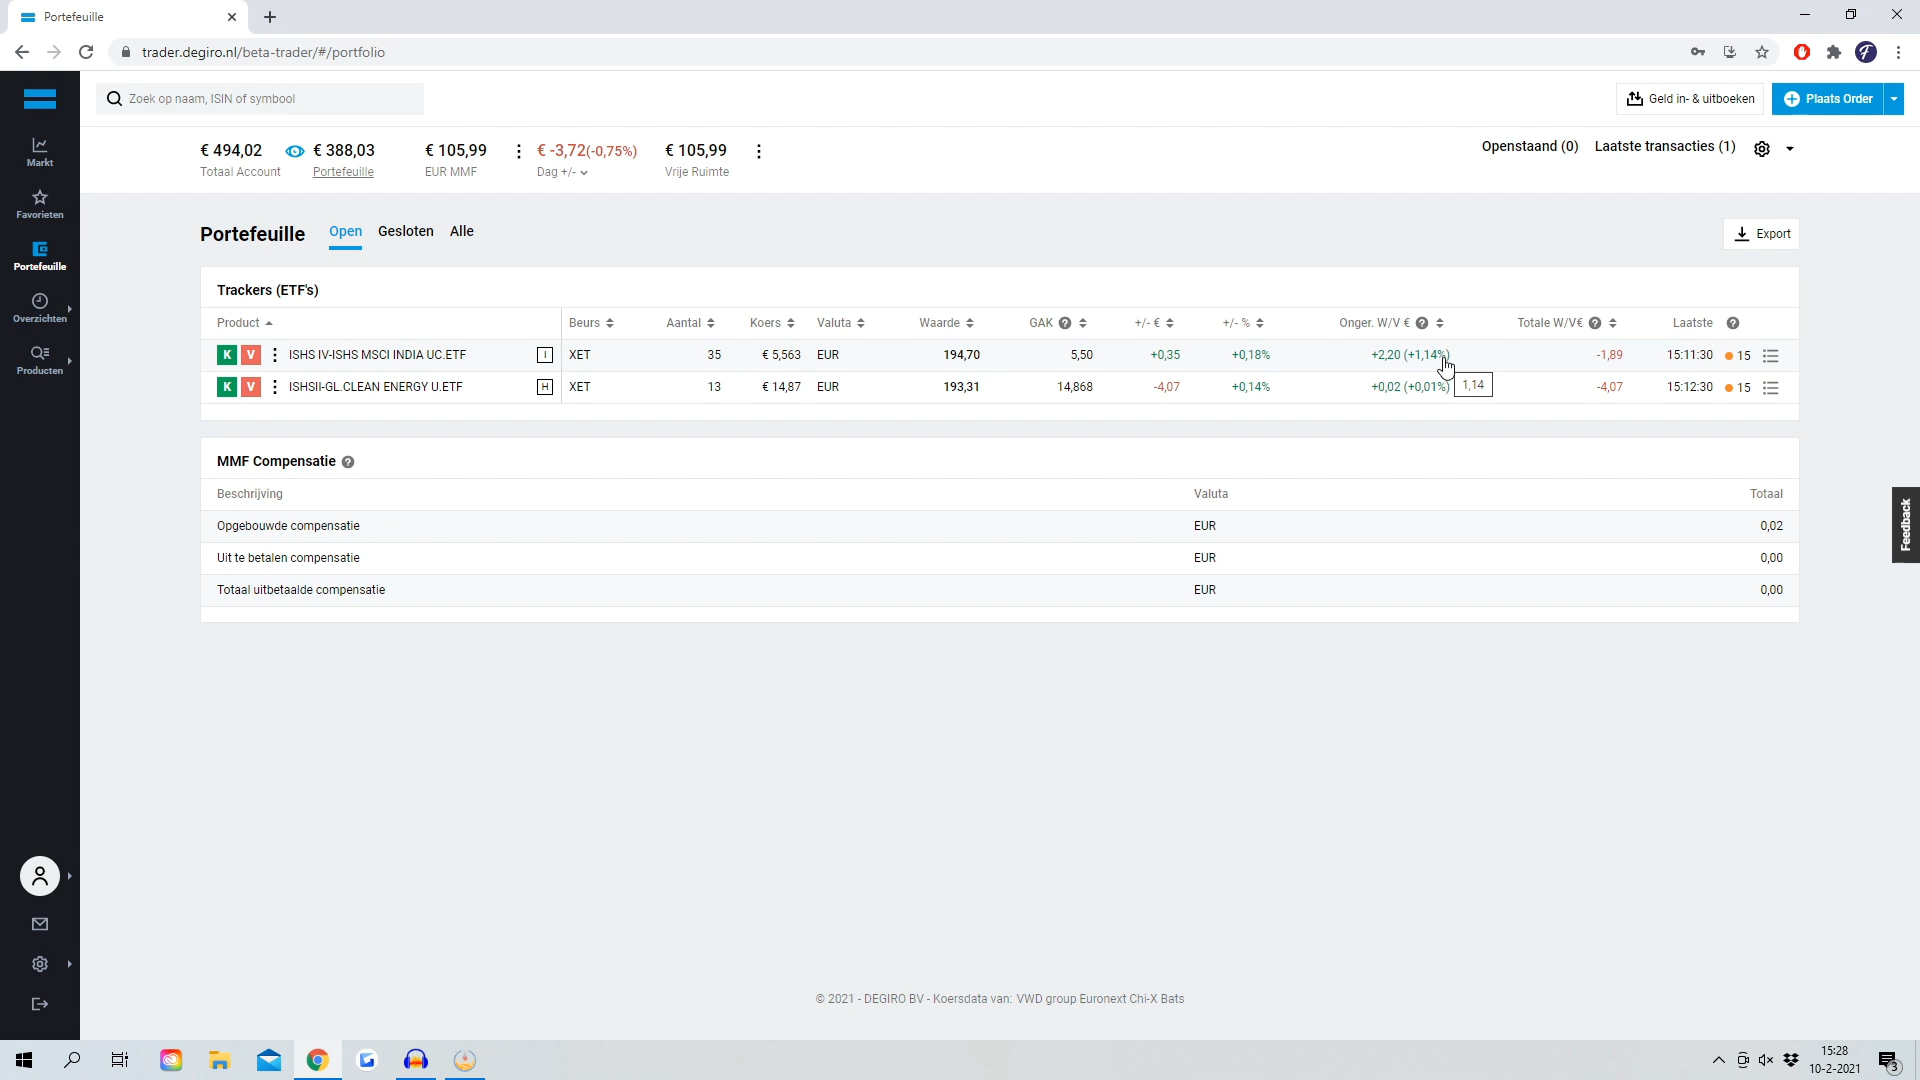 Portefeuille
trader.degiro.nl/beta-trader/#/portfolio
Zoek op naam, ISIN of symbool
Geld in- & uitboeken
Plaats Order
Markt
Favorieten
Portefeuille
Overzichten
Producten
€ 494,02 € 388,03 € 105,99 € -3,72(-0,75%) € 105,99
Totaal Account Portefeuille EUR MMF Dag +/- Vrije Ruimte
Openstaand (0) Laatste transacties (1)
Portefeuille Open Gesloten Alle
Export
Trackers (ETF's)
Product Beurs Aantal Koers Valuta Waarde GAK ? +/- € +/- % Onger. W/V € ? Totale W/V€ ? Laatste ?
K V ISHS IV-ISHS MSCI INDIA UC.ETF I XET 35 € 5,563 EUR 194,70 5,50 +0,35 +0,18% +2,20 (+1,14%) -1,89 15:11:30 15
K V ISHSII-GL.CLEAN ENERGY U.ETF H XET 13 € 14,87 EUR 193,31 14,868 -4,07 +0,14% +0,02 (+0,01%) -4,07 15:12:30 15
1,14
MMF Compensatie ?
Beschrijving Valuta Totaal
Opgebouwde compensatie EUR 0,02
Uit te betalen compensatie EUR 0,00
Totaal uitbetaalde compensatie EUR 0,00
Feedback
© 2021 - DEGIRO BV - Koersdata van: VWD group Euronext Chi-X Bats
15:28
10-2-2021
3